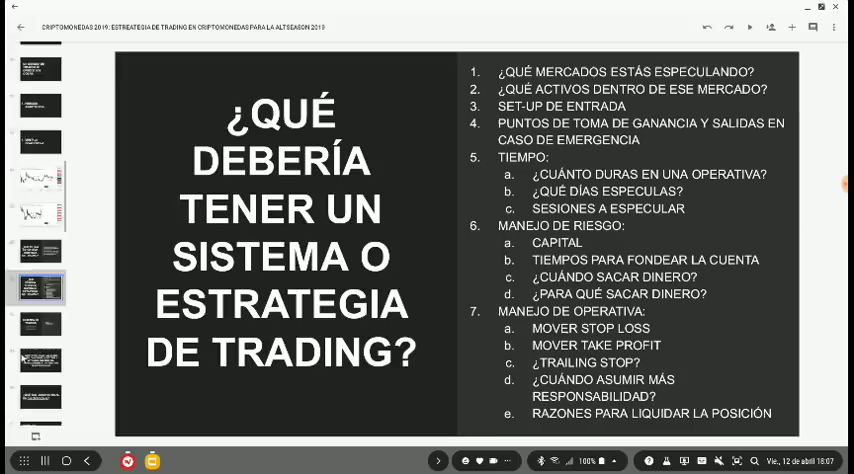 CRIPTOMONEDAS 2019: ESTREATEGIA DE TRADING EN CRIPTOMONEDAS PARA LA ALTSEASON 2019
¿QUÉ
DEBERÍA
TENER UN
SISTEMA O
ESTRATEGIA
DE TRADING?
1. ¿QUÉ MERCADOS ESTÁS ESPECULANDO?
2. ¿QUÉ ACTIVOS DENTRO DE ESE MERCADO?
3. SET-UP DE ENTRADA
4. PUNTOS DE TOMA DE GANANCIA Y SALIDAS EN
CASO DE EMERGENCIA
5. TIEMPO:
a. ¿CUÁNTO DURAS EN UNA OPERATIVA?
b. ¿QUÉ DÍAS ESPECULAS?
c. SESIONES A ESPECULAR
6. MANEJO DE RIESGO:
a. CAPITAL
b. TIEMPOS PARA FONDEAR LA CUENTA
c. ¿CUÁNDO SACAR DINERO?
d. ¿PARA QUÉ SACAR DINERO?
7. MANEJO DE OPERATIVA:
a. MOVER STOP LOSS
b. MOVER TAKE PROFIT
c. ¿TRAILING STOP?
d. ¿CUÁNDO ASUMIR MÁS
RESPONSABILIDAD?
e. RAZONES PARA LIQUIDAR LA POSICIÓN
100%
Vie., 12 de abril 18:07